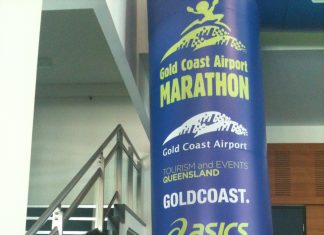 Gold Coast Airport
MARATHON
Gold Coast Airport
TOURISM and EVENTS
QUEENSLAND
GOLDCOAST.
asics